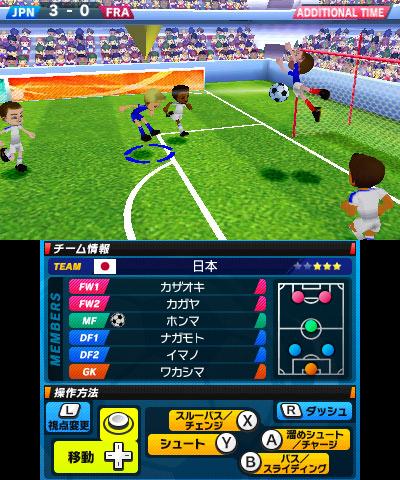 JPN 3 - 0 FRA ADDITIONAL TIME
チーム情報
TEAM 日本
MEMBERS
FW1 カザオキ
FW2 カガヤ
MF ホンマ
DF1 ナガモト
DF2 イマノ
GK ワカシマ
操作方法
L 視点変更
移動
スルーパス/チェンジ X
シュート Y
R ダッシュ
A 溜めシュート/チャージ
B パス/スライディング